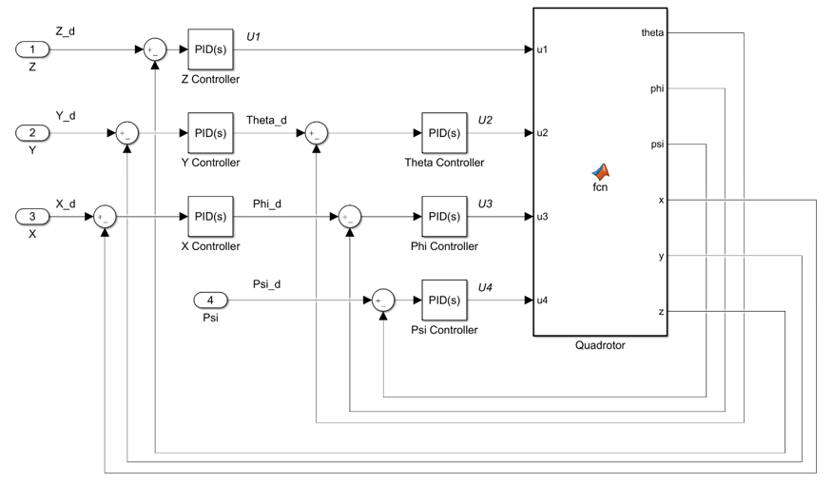 Z_d
1
Z
+_
PID(s)
Z Controller
U1
u1
theta
phi
Y_d
2
Y
+_
PID(s)
Y Controller
Theta_d
+_
PID(s)
Theta Controller
U2
u2
psi
fcn
X_d
3
X
+_
PID(s)
X Controller
Phi_d
+_
PID(s)
Phi Controller
U3
u3
x
y
Psi_d
4
Psi
+_
PID(s)
Psi Controller
U4
u4
z
Quadrotor